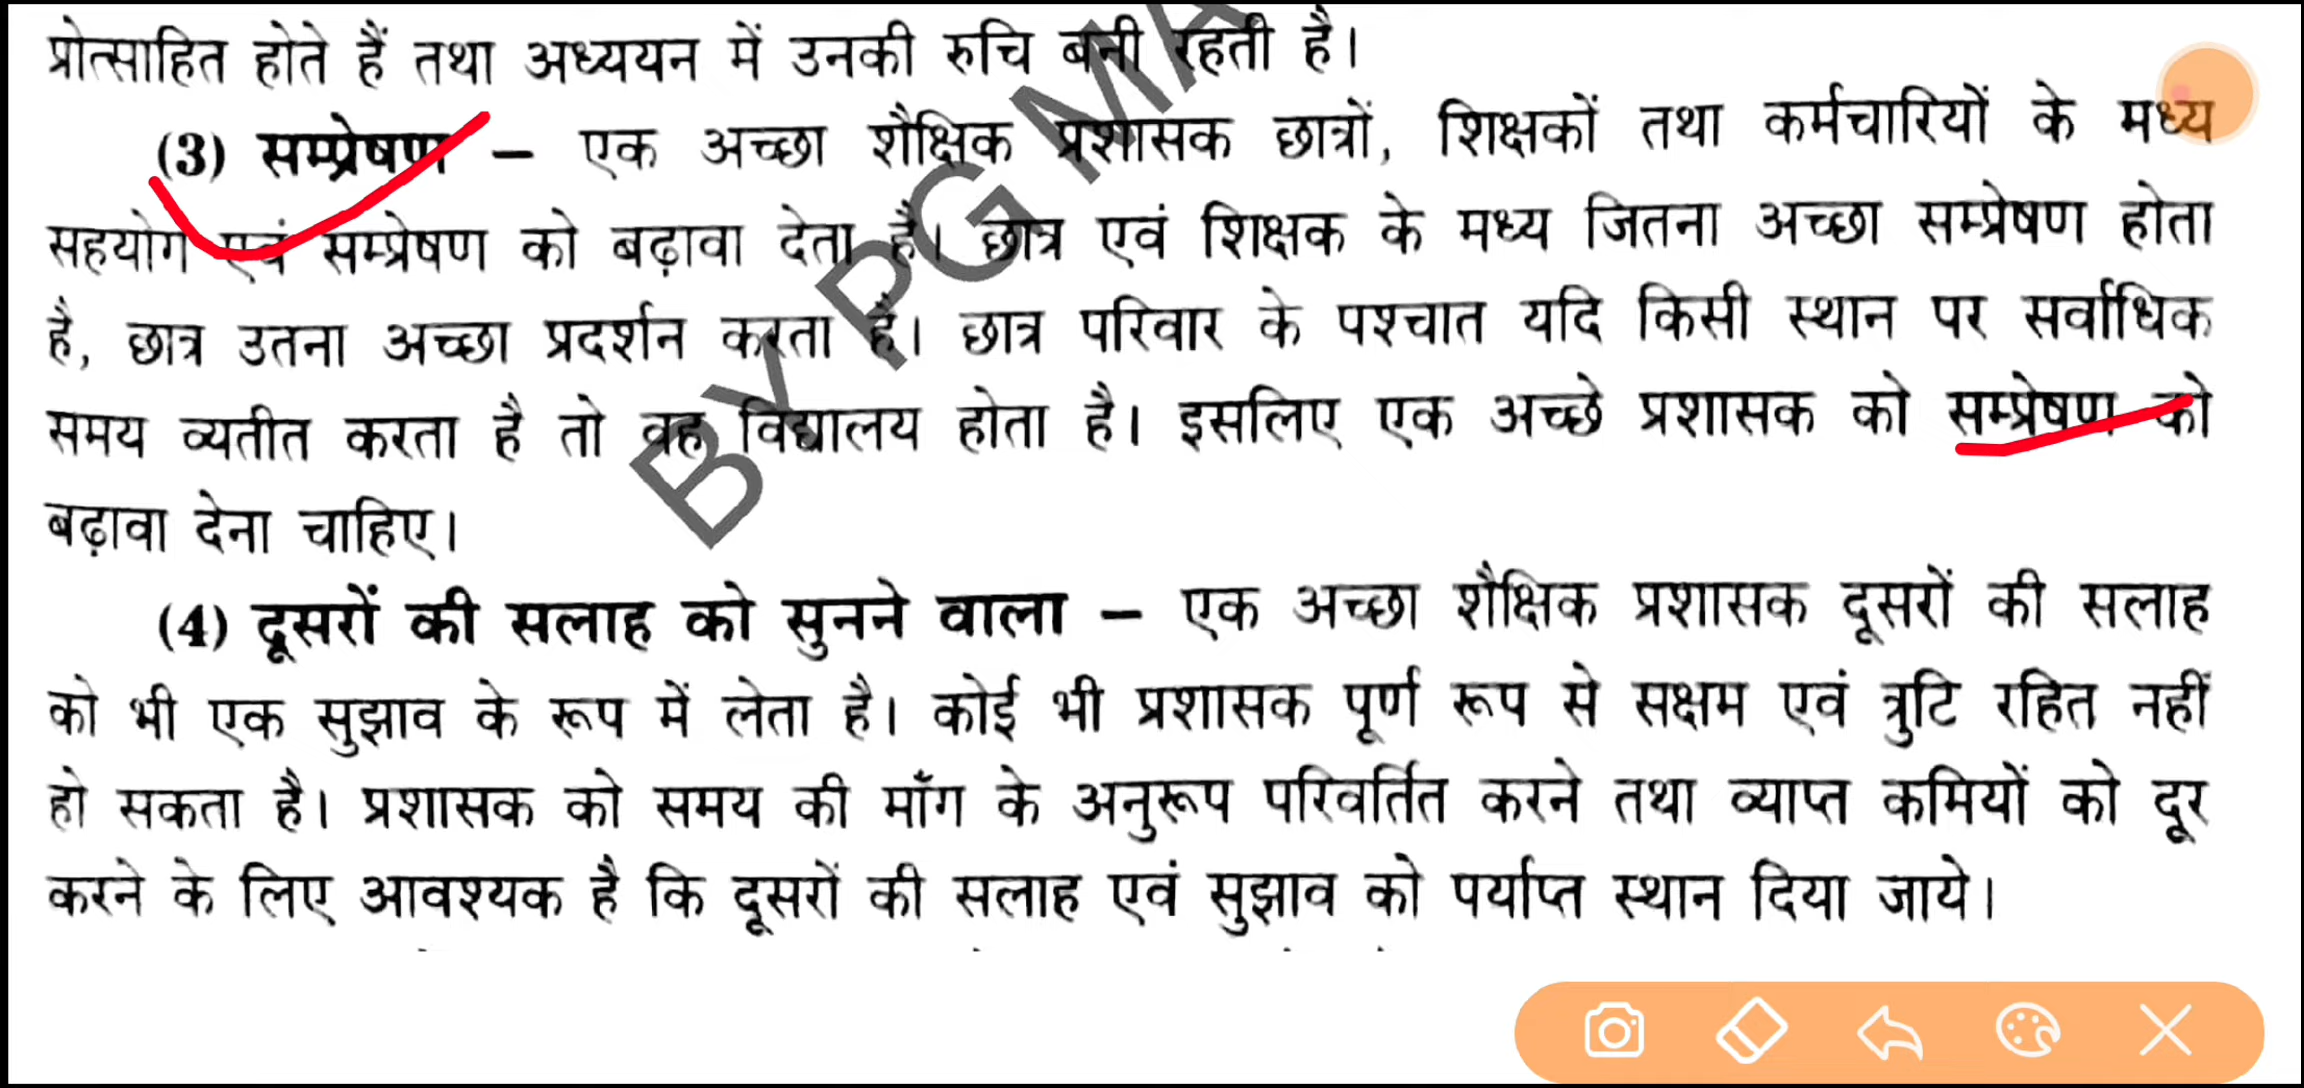 प्रोत्साहित होते हैं तथा अध्ययन में उनकी रुचि बनी रहती है।
(3) सम्प्रेषण – एक अच्छा शैक्षिक प्रशासक छात्रों, शिक्षकों तथा कर्मचारियों के मध्य
सहयोग एवं सम्प्रेषण को बढ़ावा देता है। छात्र एवं शिक्षक के मध्य जितना अच्छा सम्प्रेषण होता
है, छात्र उतना अच्छा प्रदर्शन करता है। छात्र परिवार के पश्चात यदि किसी स्थान पर सर्वाधिक
समय व्यतीत करता है तो वह विद्यालय होता है। इसलिए एक अच्छे प्रशासक को सम्प्रेषण को
बढ़ावा देना चाहिए।
(4) दूसरों की सलाह को सुनने वाला – एक अच्छा शैक्षिक प्रशासक दूसरों की सलाह
को भी एक सुझाव के रूप में लेता है। कोई भी प्रशासक पूर्ण रूप से सक्षम एवं त्रुटि रहित नहीं
हो सकता है। प्रशासक को समय की माँग के अनुरूप परिवर्तित करने तथा व्याप्त कमियों को दूर
करने के लिए आवश्यक है कि दूसरों की सलाह एवं सुझाव को पर्याप्त स्थान दिया जाये।
BY PG MA